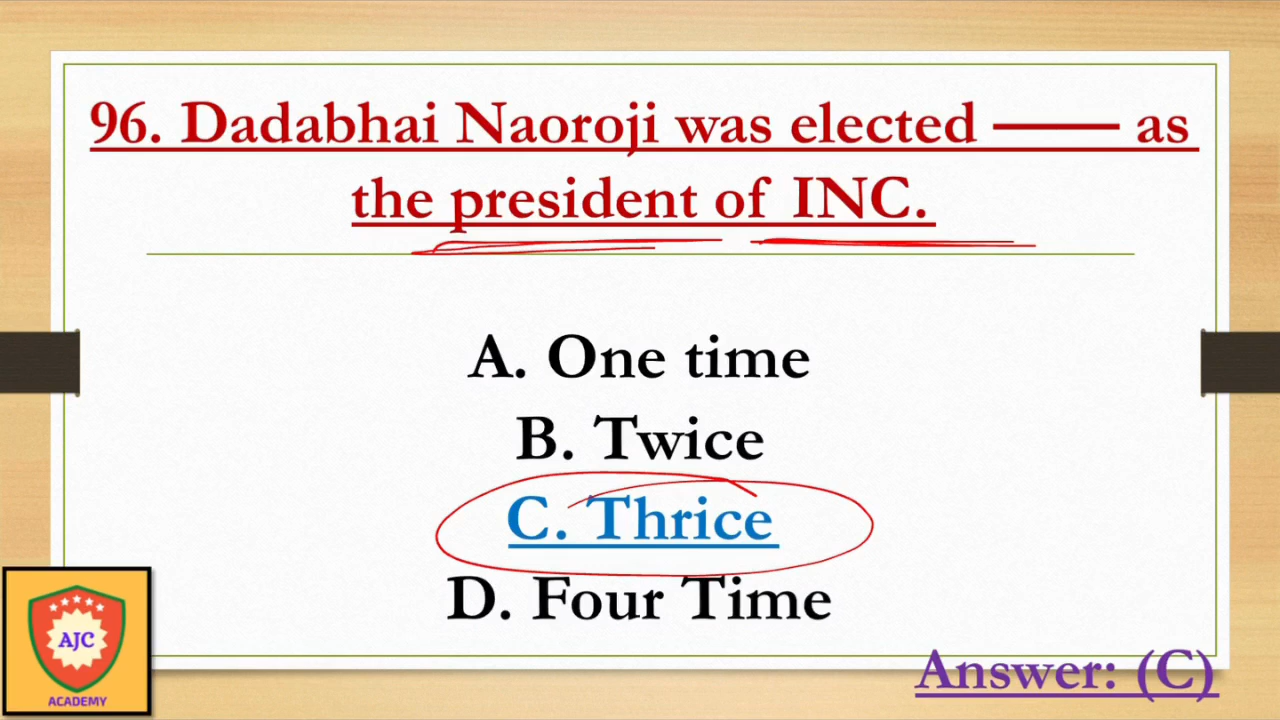 96. Dadabhai Naoroji was elected —— as
the president of INC.
A. One time
B. Twice
C. Thrice
D. Four Time
Answer: (C)
AJC
ACADEMY